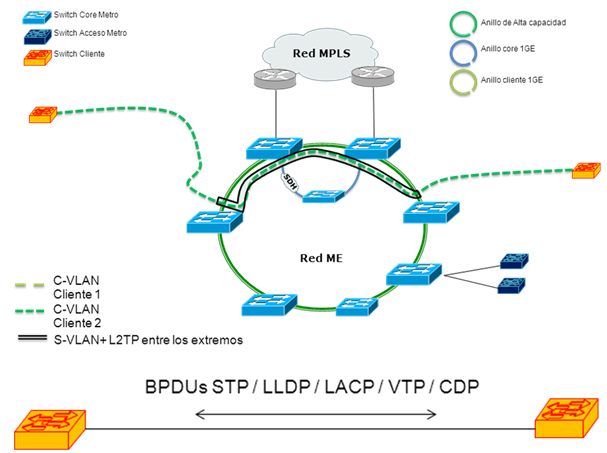 Switch Core Metro
Switch Acceso Metro
Switch Cliente
Red MPLS
Anillo de Alta capacidad
Anillo core 1GE
Anillo cliente 1GE
SDH
Red ME
C-VLAN
Cliente 1
C-VLAN
Cliente 2
S-VLAN+ L2TP entre los extremos
BPDUs STP / LLDP / LACP / VTP / CDP